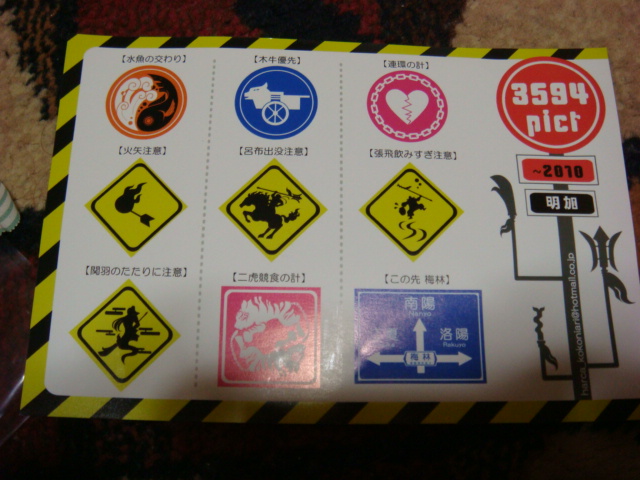 【水魚の交わり】
【木牛優先】
【連環の計】
3594
pict
【火矢注意】
【呂布出没注意】
【張飛飲みすぎ注意】
~2010
明加
【関羽のたたりに注意】
【二虎競食の計】
【この先 梅林】
南陽
Nanyo
洛陽
Rakuyo
梅林